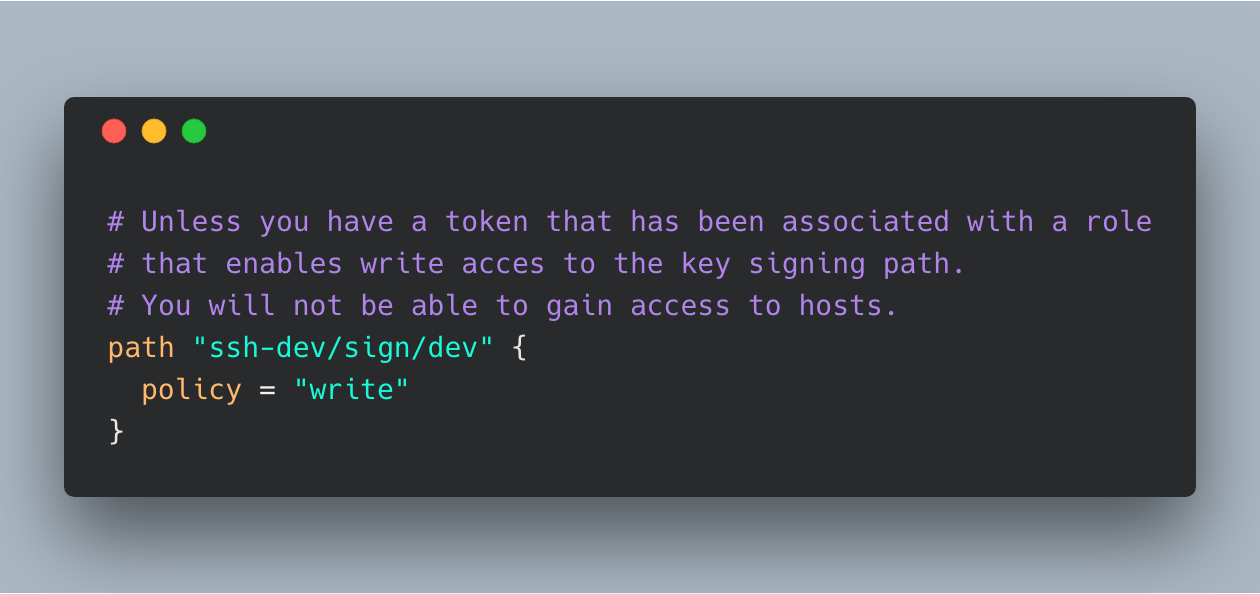 # Unless you have a token that has been associated with a role
# that enables write acces to the key signing path.
# You will not be able to gain access to hosts.
path "ssh-dev/sign/dev" {
  policy = "write"
}